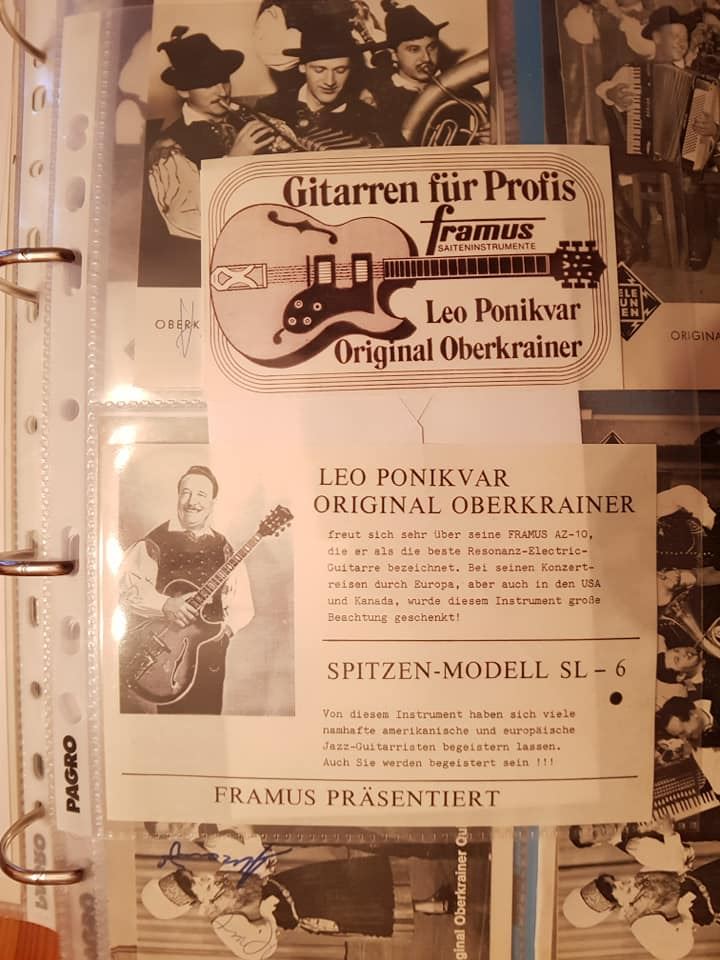 Gitarren für Profis
framus
SAITENINSTRUMENTE
Leo Ponikvar
Original Oberkrainer
OBERK
ORIGINA
LEO PONIKVAR
ORIGINAL OBERKRAINER
freut sich sehr über seine FRAMUS AZ-10,
die er als die beste Resonanz-Electric-
Guitarre bezeichnet. Bei seinen Konzert-
reisen durch Europa, aber auch in den USA
und Kanada, wurde diesem Instrument große
Beachtung geschenkt!
SPITZEN-MODELL SL – 6
Von diesem Instrument haben sich viele
namhafte amerikanische und europäische
Jazz-Guitarristen begeistern lassen.
Auch Sie werden begeistert sein !!!
FRAMUS PRÄSENTIERT
PAGRO
ginal Oberkrainer Qu